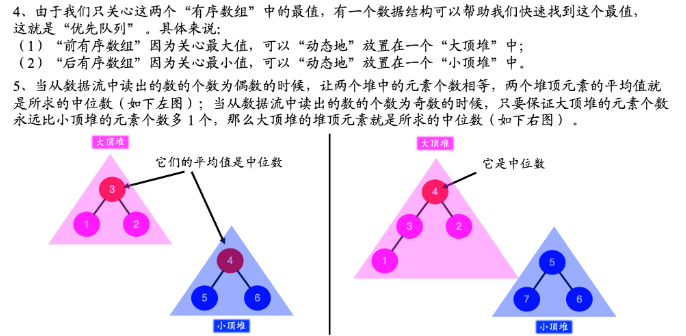 4、由于我们只关心这两个“有序数组”中的最值，有一个数据结构可以帮助我们快速找到这个最值，
这就是“优先队列”。具体来说：
（1）“前有序数组”因为关心最大值，可以“动态地”放置在一个“大顶堆”中；
（2）“后有序数组”因为关心最小值，可以“动态地”放置在一个“小顶堆”中。
5、当从数据流中读出的数的个数为偶数的时候，让两个堆中的元素个数相等，两个堆顶元素的平均值就
是所求的中位数（如下左图）；当从数据流中读出的数的个数为奇数的时候，只要保证大顶堆的元素个数
永远比小顶堆的元素个数多1个，那么大顶堆的堆顶元素就是所求的中位数（如下右图）。
大顶堆
它们的平均值是中位数
3
1 2
4
5 6
小顶堆
大顶堆
它是中位数
4
3 2
1
5
7 6
小顶堆